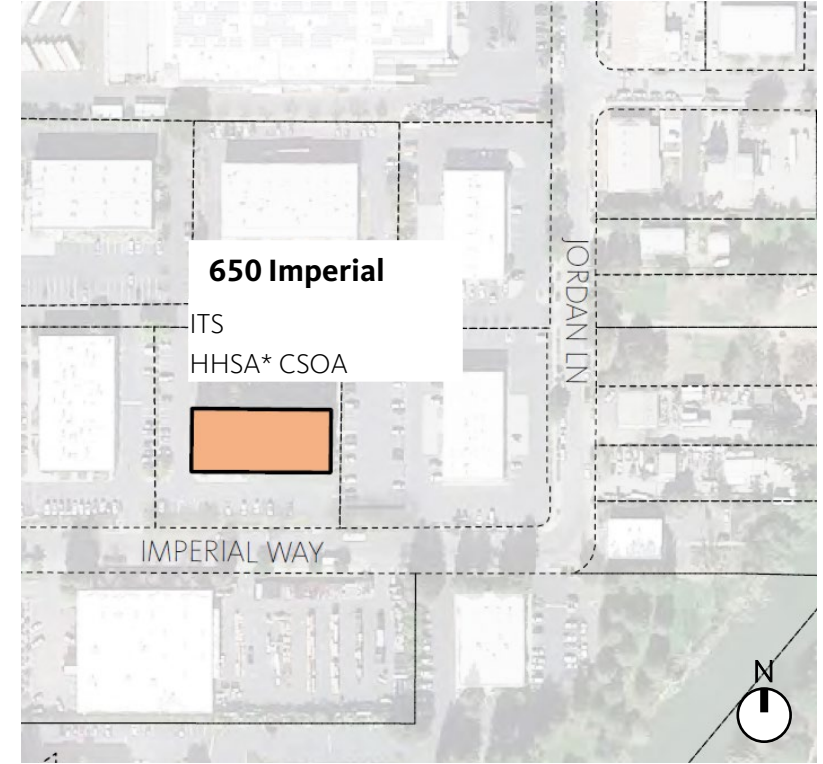 650 Imperial
ITS
HHSA* CSOA
JORDAN LN
IMPERIAL WAY
N